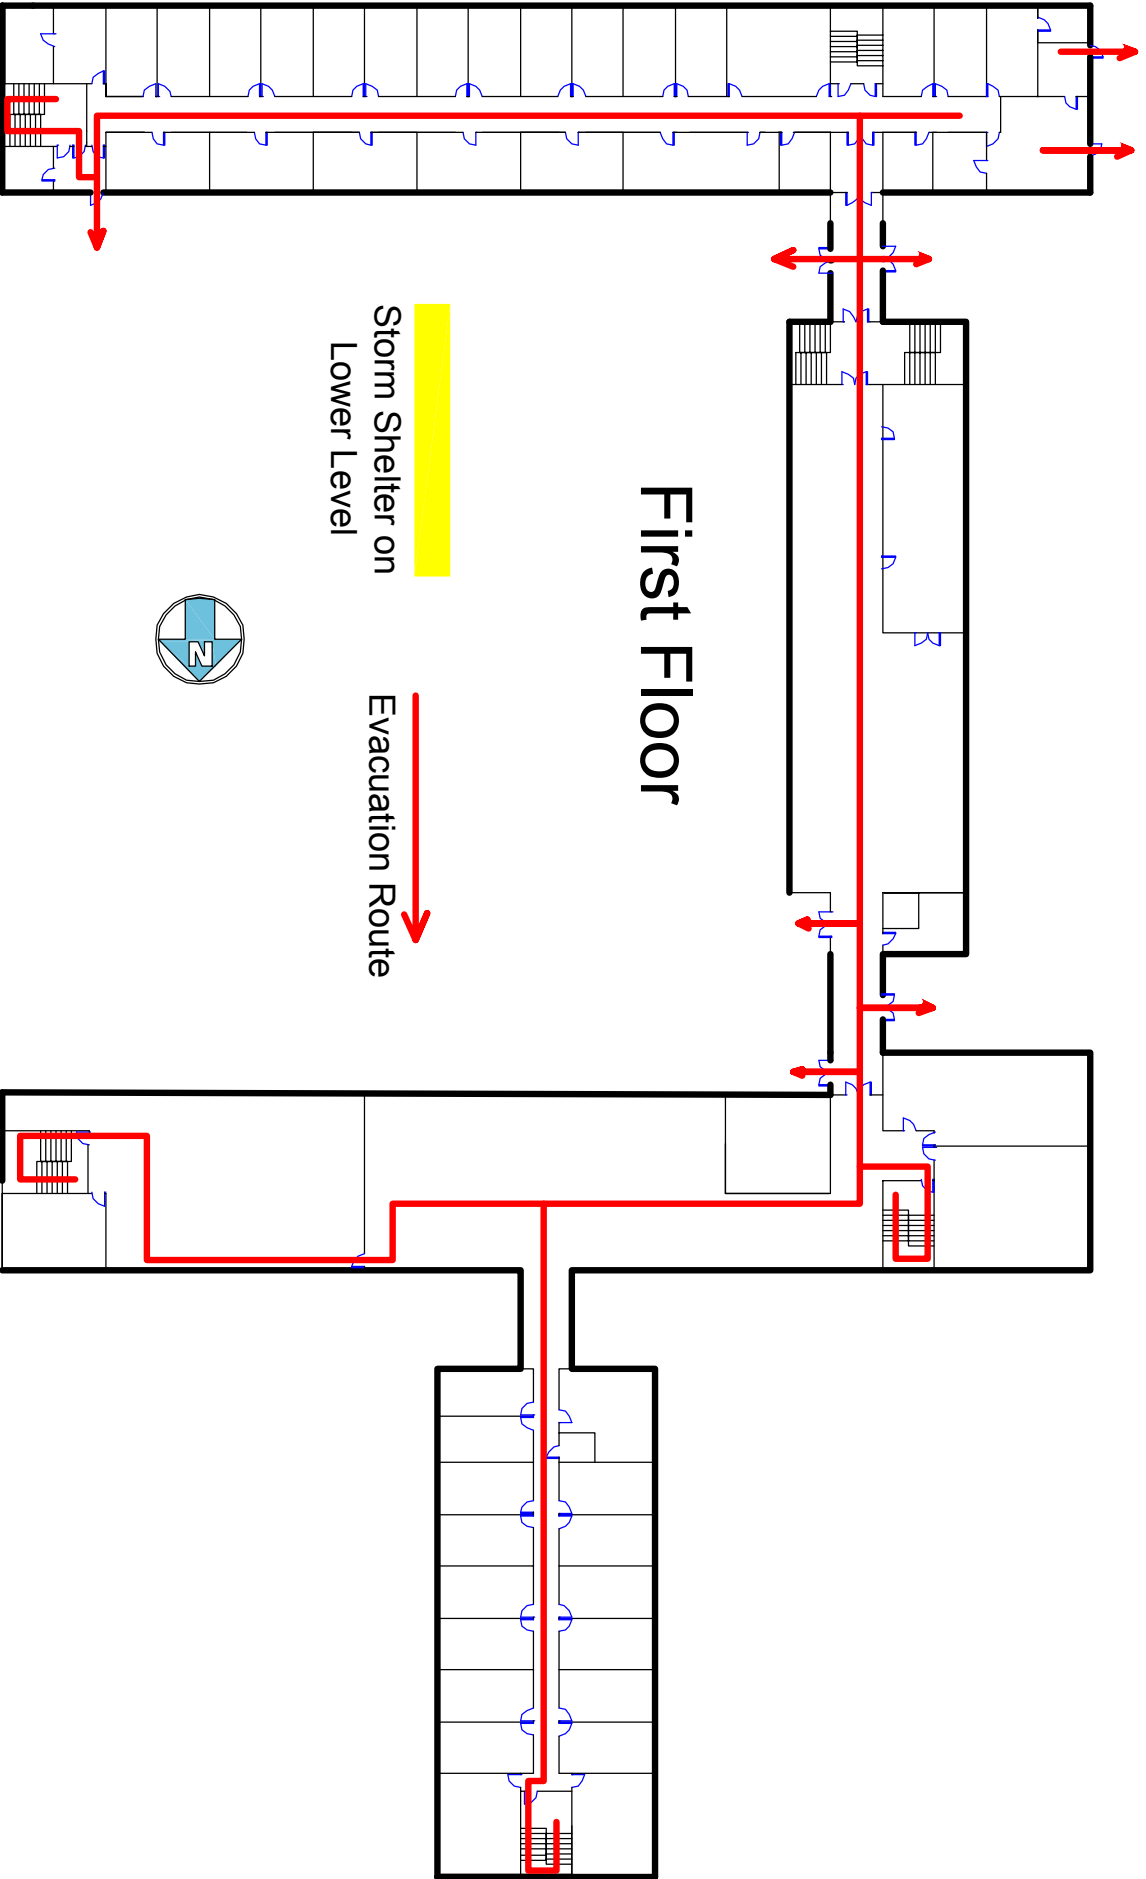 First Floor
Storm Shelter on
Lower Level
Evacuation Route
N